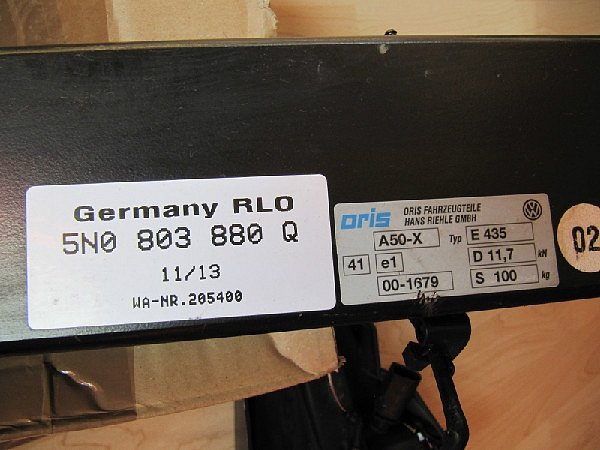 Germany RLO
5N0 803 880 Q
11/13
WA-NR.205400
oris ORIS FAHRZEUGTEILE
HANS RIEHLE GMBH
A50-X Typ E 435
41 e1 D 11,7 kN
00-1679 S 100 kg
02